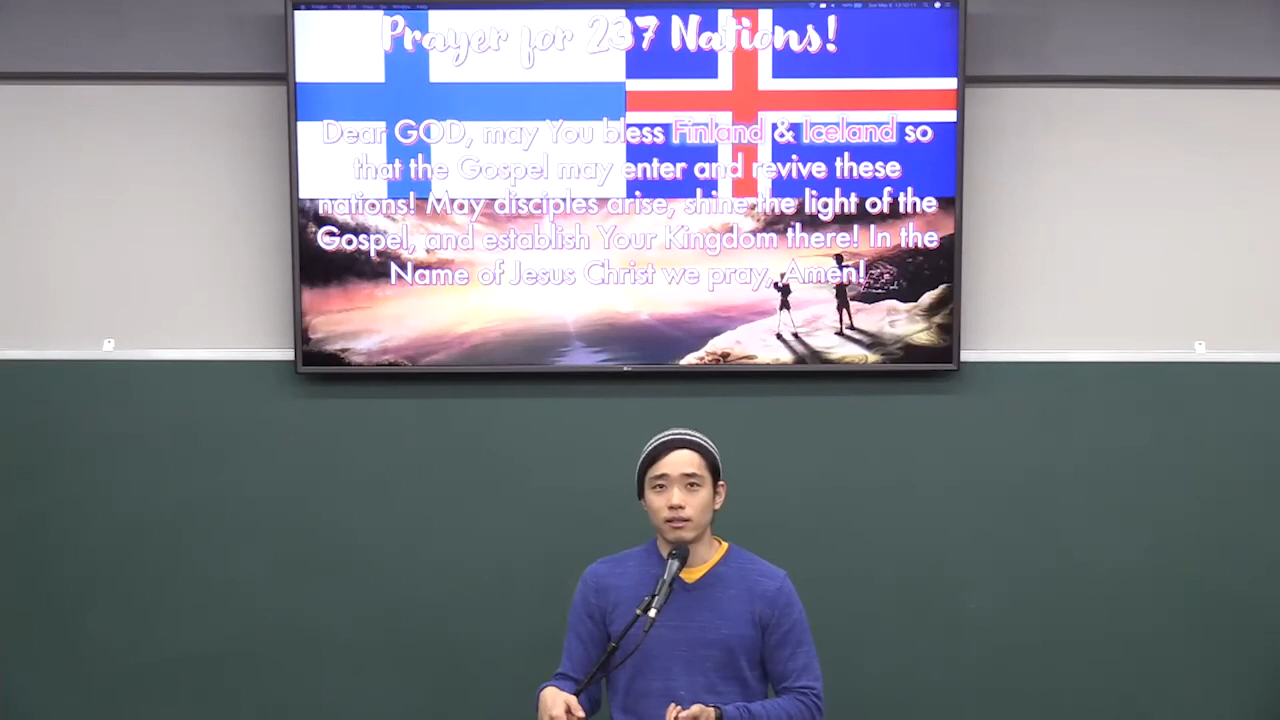 Prayer for 237 Nations!
Dear GOD, may You bless Finland & Iceland so
that the Gospel may enter and revive these
nations! May disciples arise, shine the light of the
Gospel, and establish Your Kingdom there! In the
Name of Jesus Christ we pray, Amen!
LG